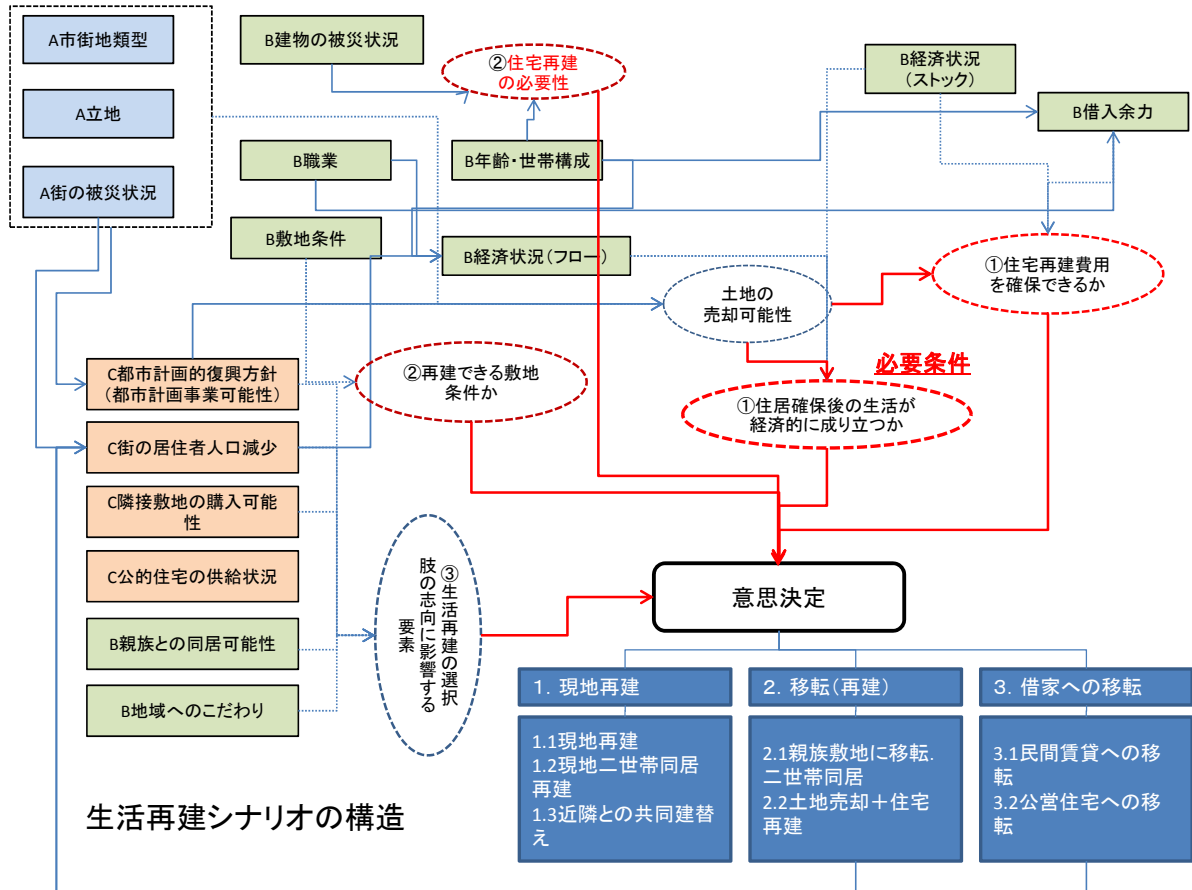 A市街地類型
A立地
A街の被災状況
B建物の被災状況
②住宅再建
の必要性
B経済状況
（ストック）
B借入余力
B職業
B年齢・世帯構成
B敷地条件
B経済状況（フロー）
土地の
売却可能性
①住宅再建費用
を確保できるか
必要条件
C都市計画的復興方針
（都市計画事業可能性）
②再建できる敷地
条件か
①住居確保後の生活が
経済的に成り立つか
C街の居住者人口減少
C隣接敷地の購入可能
性
C公的住宅の供給状況
B親族との同居可能性
B地域へのこだわり
③生活再建の選択
肢の志向に影響する
要素
意思決定
1．現地再建
1.1現地再建
1.2現地二世帯同居
再建
1.3近隣との共同建替
え
2．移転（再建）
2.1親族敷地に移転.
二世帯同居
2.2土地売却＋住宅
再建
3．借家への移転
3.1民間賃貸への移
転
3.2公営住宅への移
転
生活再建シナリオの構造